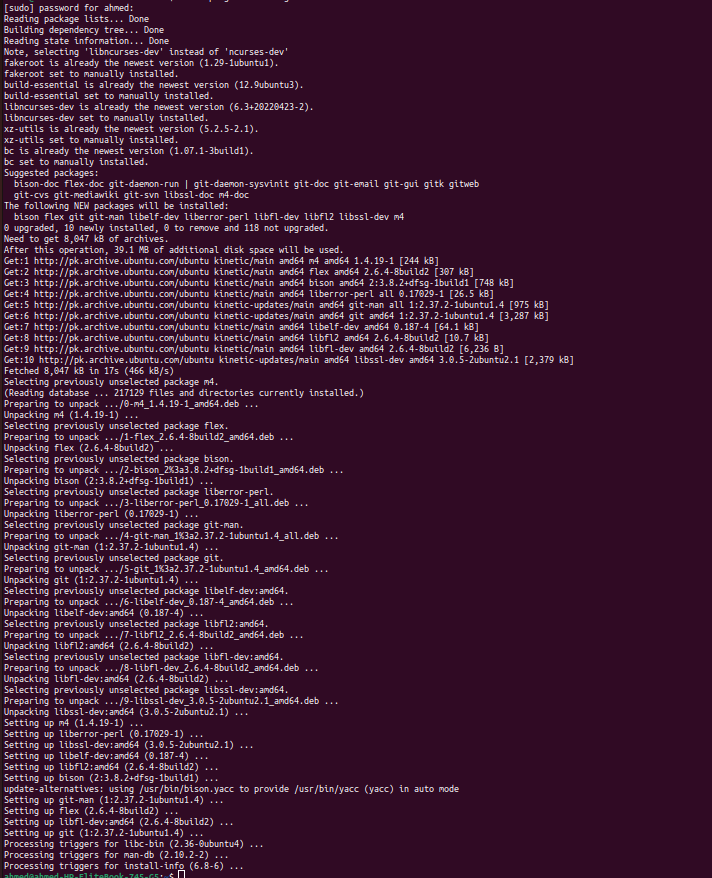 [sudo] password for ahmed:
Reading package lists... Done
Building dependency tree... Done
Reading state information... Done
Note, selecting 'libncurses-dev' instead of 'ncurses-dev'
fakeroot is already the newest version (1.29-1ubuntu1).
fakeroot set to manually installed.
build-essential is already the newest version (12.9ubuntu3).
build-essential set to manually installed.
libncurses-dev is already the newest version (6.3+20220423-2).
libncurses-dev set to manually installed.
xz-utils is already the newest version (5.2.5-2.1).
xz-utils set to manually installed.
bc is already the newest version (1.07.1-3build1).
bc set to manually installed.
Suggested packages:
  bison-doc flex-doc git-daemon-run | git-daemon-sysvinit git-doc git-email git-gui gitk gitweb
  git-cvs git-mediawiki git-svn libssl-doc m4-doc
The following NEW packages will be installed:
  bison flex git git-man libelf-dev liberror-perl libfl-dev libfl2 libssl-dev m4
0 upgraded, 10 newly installed, 0 to remove and 118 not upgraded.
Need to get 8,047 kB of archives.
After this operation, 39.1 MB of additional disk space will be used.
Get:1 http://pk.archive.ubuntu.com/ubuntu kinetic/main amd64 m4 amd64 1.4.19-1 [244 kB]
Get:2 http://pk.archive.ubuntu.com/ubuntu kinetic/main amd64 flex amd64 2.6.4-8build2 [307 kB]
Get:3 http://pk.archive.ubuntu.com/ubuntu kinetic/main amd64 bison amd64 2:3.8.2+dfsg-1build1 [748 kB]
Get:4 http://pk.archive.ubuntu.com/ubuntu kinetic/main amd64 liberror-perl all 0.17029-1 [26.5 kB]
Get:5 http://pk.archive.ubuntu.com/ubuntu kinetic-updates/main amd64 git-man all 1:2.37.2-1ubuntu1.4 [975 kB]
Get:6 http://pk.archive.ubuntu.com/ubuntu kinetic-updates/main amd64 git amd64 1:2.37.2-1ubuntu1.4 [3,287 kB]
Get:7 http://pk.archive.ubuntu.com/ubuntu kinetic/main amd64 libelf-dev amd64 0.187-4 [64.1 kB]
Get:8 http://pk.archive.ubuntu.com/ubuntu kinetic/main amd64 libfl2 amd64 2.6.4-8build2 [10.7 kB]
Get:9 http://pk.archive.ubuntu.com/ubuntu kinetic/main amd64 libfl-dev amd64 2.6.4-8build2 [6,236 B]
Get:10 http://pk.archive.ubuntu.com/ubuntu kinetic-updates/main amd64 libssl-dev amd64 3.0.5-2ubuntu2.1 [2,379 kB]
Fetched 8,047 kB in 17s (466 kB/s)
Selecting previously unselected package m4.
(Reading database ... 217129 files and directories currently installed.)
Preparing to unpack .../0-m4_1.4.19-1_amd64.deb ...
Unpacking m4 (1.4.19-1) ...
Selecting previously unselected package flex.
Preparing to unpack .../1-flex_2.6.4-8build2_amd64.deb ...
Unpacking flex (2.6.4-8build2) ...
Selecting previously unselected package bison.
Preparing to unpack .../2-bison_2%3a3.8.2+dfsg-1build1_amd64.deb ...
Unpacking bison (2:3.8.2+dfsg-1build1) ...
Selecting previously unselected package liberror-perl.
Preparing to unpack .../3-liberror-perl_0.17029-1_all.deb ...
Unpacking liberror-perl (0.17029-1) ...
Selecting previously unselected package git-man.
Preparing to unpack .../4-git-man_1%3a2.37.2-1ubuntu1.4_all.deb ...
Unpacking git-man (1:2.37.2-1ubuntu1.4) ...
Selecting previously unselected package git.
Preparing to unpack .../5-git_1%3a2.37.2-1ubuntu1.4_amd64.deb ...
Unpacking git (1:2.37.2-1ubuntu1.4) ...
Selecting previously unselected package libelf-dev:amd64.
Preparing to unpack .../6-libelf-dev_0.187-4_amd64.deb ...
Unpacking libelf-dev:amd64 (0.187-4) ...
Selecting previously unselected package libfl2:amd64.
Preparing to unpack .../7-libfl2_2.6.4-8build2_amd64.deb ...
Unpacking libfl2:amd64 (2.6.4-8build2) ...
Selecting previously unselected package libfl-dev:amd64.
Preparing to unpack .../8-libfl-dev_2.6.4-8build2_amd64.deb ...
Unpacking libfl-dev:amd64 (2.6.4-8build2) ...
Selecting previously unselected package libssl-dev:amd64.
Preparing to unpack .../9-libssl-dev_3.0.5-2ubuntu2.1_amd64.deb ...
Unpacking libssl-dev:amd64 (3.0.5-2ubuntu2.1) ...
Setting up m4 (1.4.19-1) ...
Setting up liberror-perl (0.17029-1) ...
Setting up libssl-dev:amd64 (3.0.5-2ubuntu2.1) ...
Setting up libelf-dev:amd64 (0.187-4) ...
Setting up libfl2:amd64 (2.6.4-8build2) ...
Setting up bison (2:3.8.2+dfsg-1build1) ...
update-alternatives: using /usr/bin/bison.yacc to provide /usr/bin/yacc (yacc) in auto mode
Setting up git-man (1:2.37.2-1ubuntu1.4) ...
Setting up flex (2.6.4-8build2) ...
Setting up libfl-dev:amd64 (2.6.4-8build2) ...
Setting up git (1:2.37.2-1ubuntu1.4) ...
Processing triggers for libc-bin (2.36-0ubuntu4) ...
Processing triggers for man-db (2.10.2-2) ...
Processing triggers for install-info (6.8-6) ...
ahmed@ahmed-HP-EliteBook-745-G5:~$